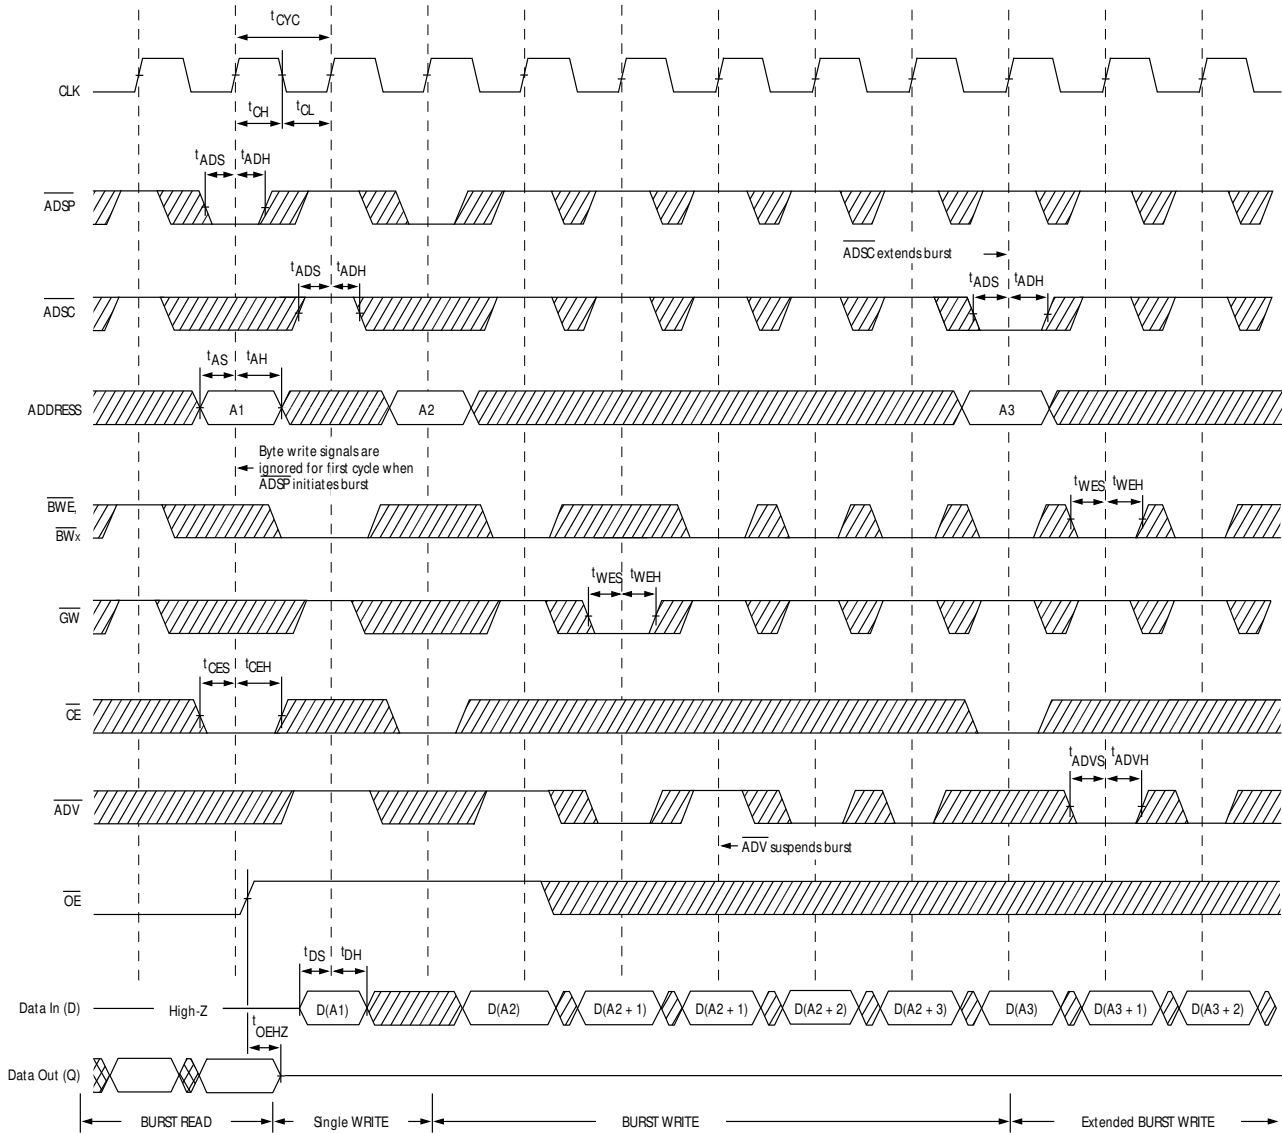 tCYC
CLK
tCH tCL
tADS tADH
ADSP
ADSC extends burst
tADS tADH tADS tADH
ADSC
tAS tAH
ADDRESS A1 A2 A3
Byte write signals are
ignored for first cycle when
ADSP initiates burst
BWE,
BWx
tWES tWEH
tWES tWEH
GW
tCES tCEH
CE
tADVS tADVH
ADV
ADV suspends burst
OE
tDS tDH
Data In (D) High-Z D(A1) D(A2) D(A2 + 1) D(A2 + 1) D(A2 + 2) D(A2 + 3) D(A3) D(A3 + 1) D(A3 + 2)
tOEHZ
Data Out (Q)
BURST READ Single WRITE BURST WRITE Extended BURST WRITE